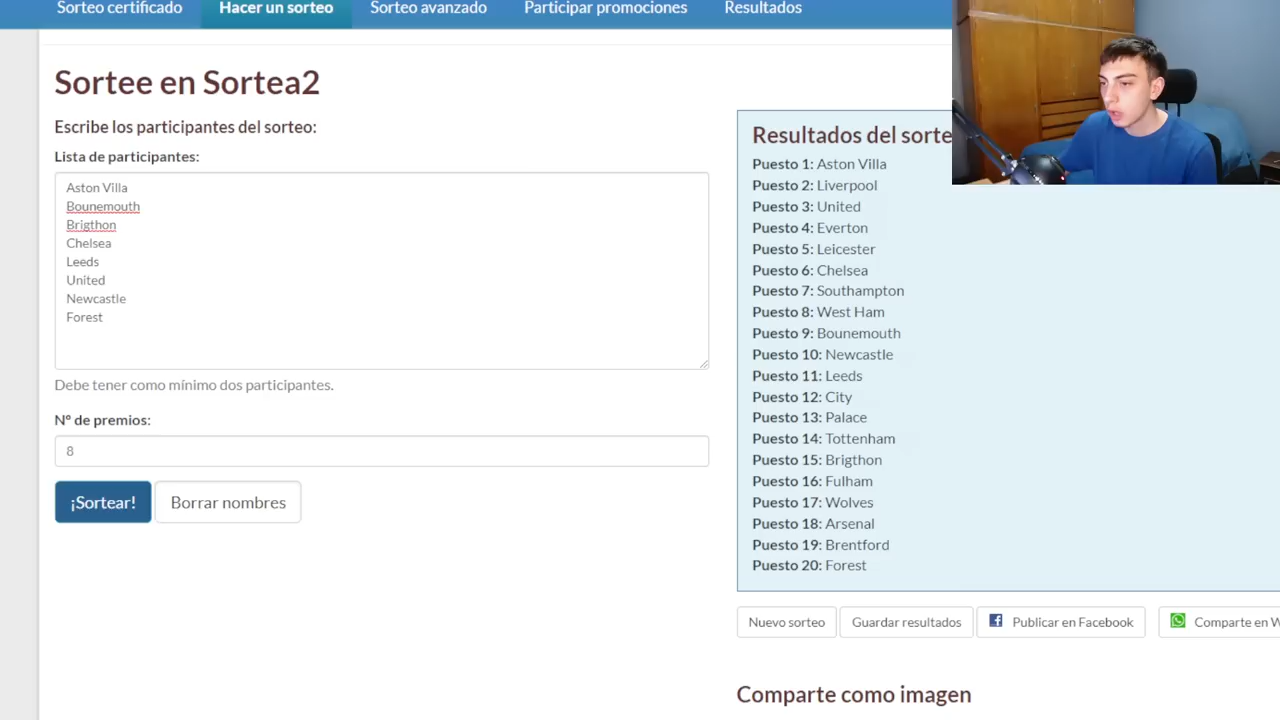 Sorteo certificado
Hacer un sorteo
Sorteo avanzado
Participar promociones
Resultados
Sortee en Sortea2
Escribe los participantes del sorteo:
Lista de participantes:
Aston Villa
Bounemouth
Brigthon
Chelsea
Leeds
United
Newcastle
Forest
Debe tener como mínimo dos participantes.
Nº de premios:
8
¡Sortear!
Borrar nombres
Resultados del sorte
Puesto 1: Aston Villa
Puesto 2: Liverpool
Puesto 3: United
Puesto 4: Everton
Puesto 5: Leicester
Puesto 6: Chelsea
Puesto 7: Southampton
Puesto 8: West Ham
Puesto 9: Bounemouth
Puesto 10: Newcastle
Puesto 11: Leeds
Puesto 12: City
Puesto 13: Palace
Puesto 14: Tottenham
Puesto 15: Brigthon
Puesto 16: Fulham
Puesto 17: Wolves
Puesto 18: Arsenal
Puesto 19: Brentford
Puesto 20: Forest
Nuevo sorteo
Guardar resultados
Publicar en Facebook
Comparte en W
Comparte como imagen